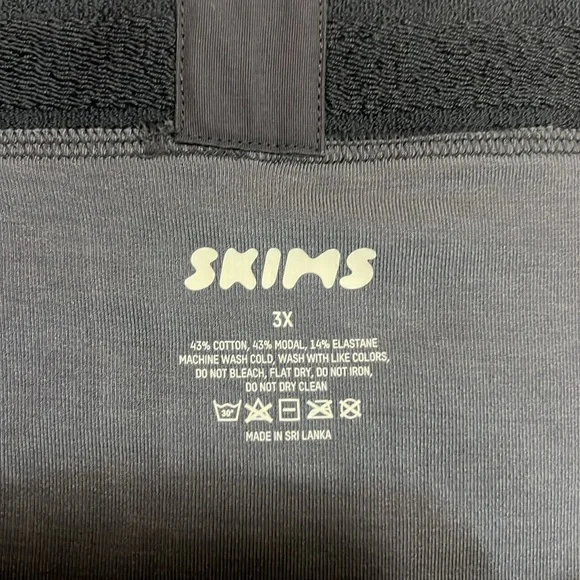 SKIMS
3X
43% COTTON, 43% MODAL, 14% ELASTANE
MACHINE WASH COLD, WASH WITH LIKE COLORS,
DO NOT BLEACH, FLAT DRY, DO NOT IRON,
DO NOT DRY CLEAN
30°
MADE IN SRI LANKA